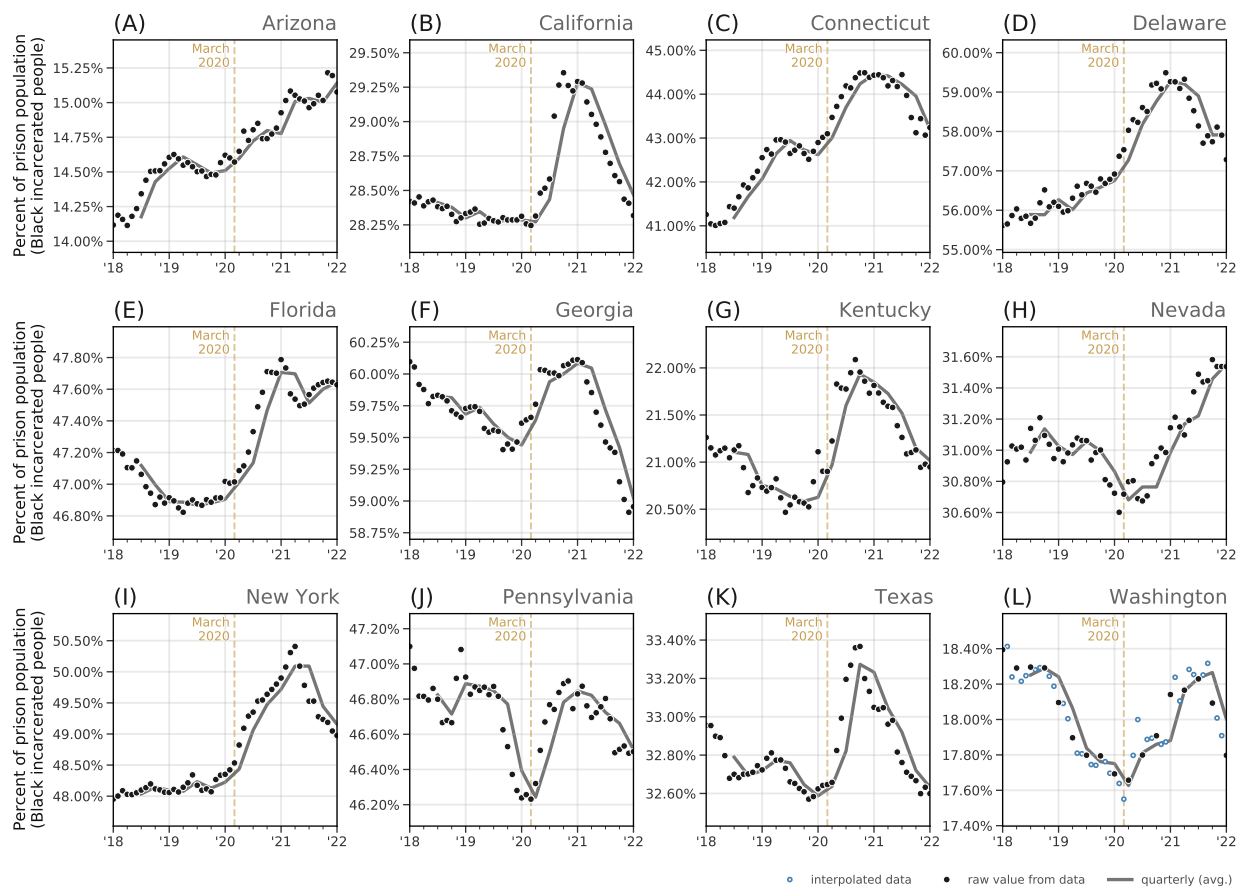 (A) Arizona
(B) California
(C) Connecticut
(D) Delaware
Percent of prison population
(Black incarcerated people)
15.25%
15.00%
14.75%
14.50%
14.25%
14.00%
March
2020
'18 '19 '20 '21 '22
29.50%
29.25%
29.00%
28.75%
28.50%
28.25%
March
2020
'18 '19 '20 '21 '22
45.00%
44.00%
43.00%
42.00%
41.00%
March
2020
'18 '19 '20 '21 '22
60.00%
59.00%
58.00%
57.00%
56.00%
55.00%
March
2020
'18 '19 '20 '21 '22
(E) Florida
(F) Georgia
(G) Kentucky
(H) Nevada
Percent of prison population
(Black incarcerated people)
47.80%
47.60%
47.40%
47.20%
47.00%
46.80%
March
2020
'18 '19 '20 '21 '22
60.25%
60.00%
59.75%
59.50%
59.25%
59.00%
58.75%
March
2020
'18 '19 '20 '21 '22
22.00%
21.50%
21.00%
20.50%
March
2020
'18 '19 '20 '21 '22
31.60%
31.40%
31.20%
31.00%
30.80%
30.60%
March
2020
'18 '19 '20 '21 '22
(I) New York
(J) Pennsylvania
(K) Texas
(L) Washington
Percent of prison population
(Black incarcerated people)
50.50%
50.00%
49.50%
49.00%
48.50%
48.00%
March
2020
'18 '19 '20 '21 '22
47.20%
47.00%
46.80%
46.60%
46.40%
46.20%
March
2020
'18 '19 '20 '21 '22
33.40%
33.20%
33.00%
32.80%
32.60%
March
2020
'18 '19 '20 '21 '22
18.40%
18.20%
18.00%
17.80%
17.60%
17.40%
March
2020
'18 '19 '20 '21 '22
interpolated data raw value from data quarterly (avg.)